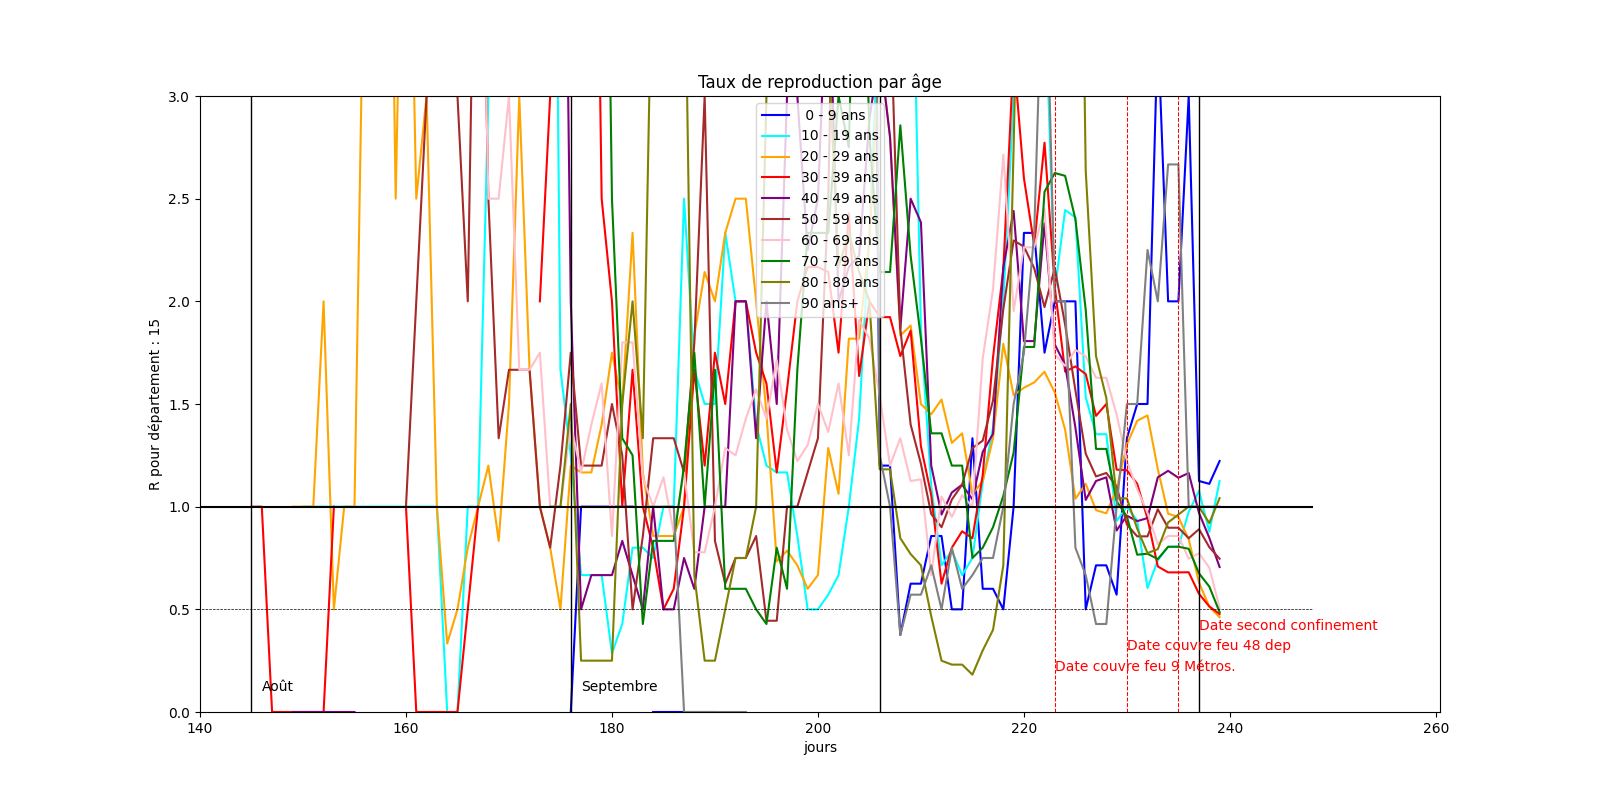 Taux de reproduction par âge
R pour département : 15
3.0
2.5
2.0
1.5
1.0
0.5
0.0
0 - 9 ans
10 - 19 ans
20 - 29 ans
30 - 39 ans
40 - 49 ans
50 - 59 ans
60 - 69 ans
70 - 79 ans
80 - 89 ans
90 ans+
Date second confinement
Date couvre feu 48 dep
Date couvre feu 9 Métros.
Août
Septembre
140 160 180 200 220 240 260
jours